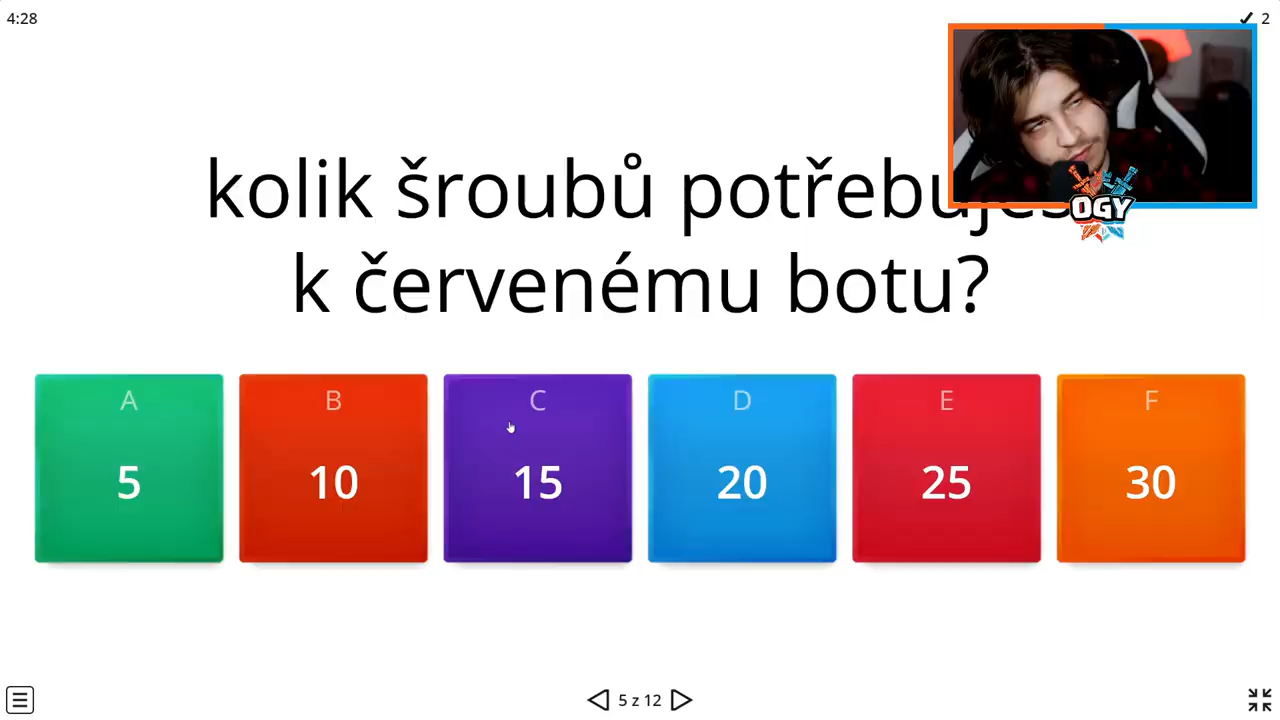 4:28
✓ 2
kolik šroubů potřebuješ
k červenému botu?
OGY
A
B
C
D
E
F
5
10
15
20
25
30
5 z 12